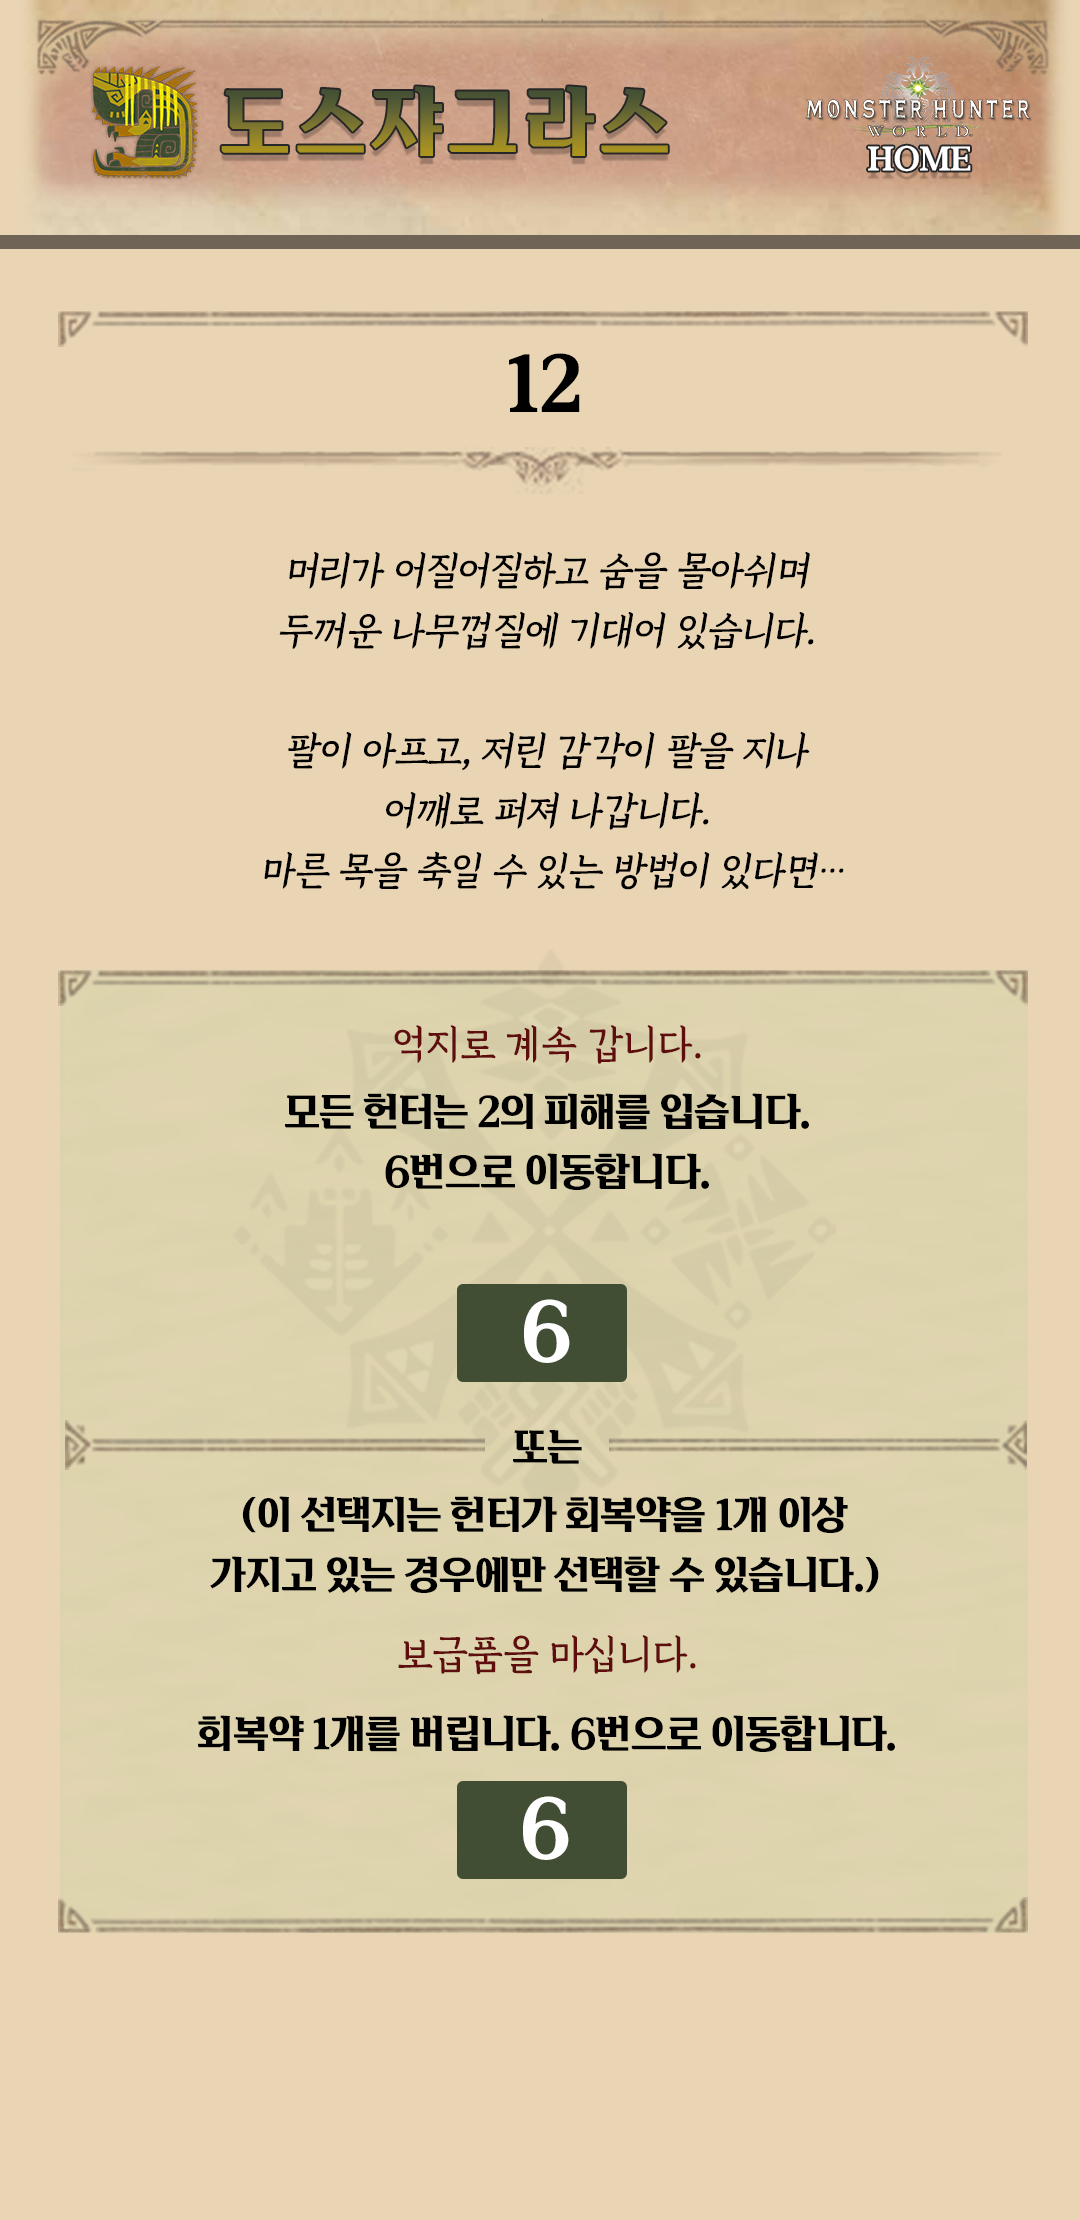 도스쟈그라스
MONSTER HUNTER
WORLD
HOME
12
머리가 어질어질하고 숨을 몰아쉬며
두꺼운 나무껍질에 기대어 있습니다.
팔이 아프고, 저린 감각이 팔을 지나
어깨로 퍼져 나갑니다.
마른 목을 축일 수 있는 방법이 있다면…
억지로 계속 갑니다.
모든 헌터는 2의 피해를 입습니다.
6번으로 이동합니다.
6
또는
(이 선택지는 헌터가 회복약을 1개 이상
가지고 있는 경우에만 선택할 수 있습니다.)
보급품을 마십니다.
회복약 1개를 버립니다. 6번으로 이동합니다.
6